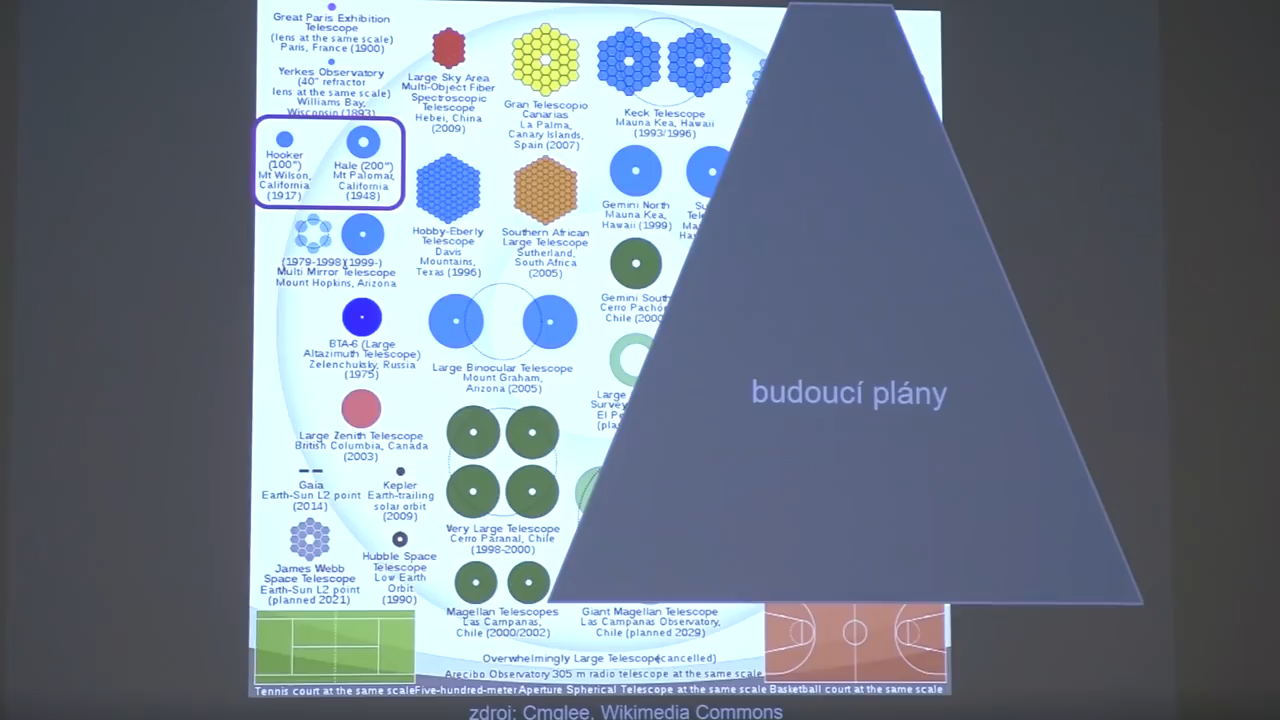 Great Paris Exhibition
Telescope
(lens at the same scale)
Paris, France (1900)
Yerkes Observatory
(40" refractor
lens at the same scale)
Williams Bay,
Wisconsin (1893)
Hooker
(100")
Mt Wilson,
California
(1917)
Hale (200")
Mt Palomar,
California
(1948)
(1979-1998)(1999-)
Multi Mirror Telescope
Mount Hopkins, Arizona
BTA-6 (Large
Altazimuth Telescope)
Zelenchuksky, Russia
(1975)
Large Zenith Telescope
British Columbia, Canada
(2003)
Gaia
Earth-Sun L2 point
(2014)
Kepler
Earth-trailing
solar orbit
(2009)
James Webb
Space Telescope
Earth-Sun L2 point
(planned 2021)
Hubble Space
Telescope
Low Earth
Orbit
(1990)
Large Sky Area
Multi-Object Fiber
Spectroscopic
Telescope
Hebei, China
(2009)
Gran Telescopio
Canarias
La Palma,
Canary Islands,
Spain (2007)
Keck Telescope
Mauna Kea, Hawaii
(1993/1996)
Hobby-Eberly
Telescope
Davis
Mountains,
Texas (1996)
Southern African
Large Telescope
Sutherland,
South Africa
(2005)
Gemini North
Mauna Kea,
Hawaii (1999)
Gemini South
Cerro Pachón
Chile (2000
Large Binocular Telescope
Mount Graham,
Arizona (2005)
Large
Survey
El Pe
(pla
Very Large Telescope
Cerro Paranal, Chile
(1998-2000)
Magellan Telescopes
Las Campanas,
Chile (2000/2002)
Giant Magellan Telescope
Las Campanas Observatory,
Chile (planned 2029)
budoucí plány
Overwhelmingly Large Telescope(cancelled)
Arecibo Observatory 305 m radio telescope at the same scale
Tennis court at the same scale
Five-hundred-meter Aperture Spherical Telescope at the same scale
Basketball court at the same scale
zdroj: Cmglee, Wikimedia Commons